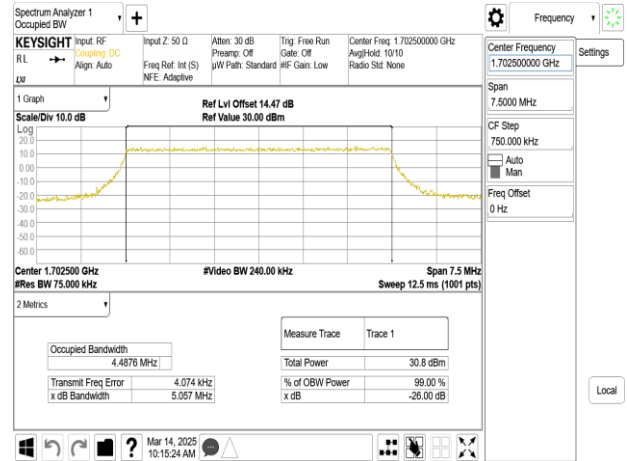 Spectrum Analyzer 1
Occupied BW
+
Frequency
KEYSIGHT
Input: RF
Coupling: DC
Align: Auto
Input Z: 50 Ω
Freq Ref: Int (S)
NFE: Adaptive
Atten: 30 dB
Preamp: Off
µW Path: Standard
Trig: Free Run
Gate: Off
#IF Gain: Low
Center Freq: 1.702500000 GHz
Avg|Hold: 10/10
Radio Std: None
RL
LXI
Center Frequency
1.702500000 GHz
Settings
Span
7.5000 MHz
CF Step
750.000 kHz
Auto
Man
Freq Offset
0 Hz
Local
1 Graph
Scale/Div 10.0 dB
Ref Lvl Offset 14.47 dB
Ref Value 30.00 dBm
Log
20.0
10.0
0.00
-10.0
-20.0
-30.0
-40.0
-50.0
-60.0
Center 1.702500 GHz
#Video BW 240.00 kHz
Span 7.5 MHz
#Res BW 75.000 kHz
Sweep 12.5 ms (1001 pts)
2 Metrics
Measure Trace Trace 1
Occupied Bandwidth
4.4876 MHz
Total Power 30.8 dBm
Transmit Freq Error 4.074 kHz
% of OBW Power 99.00 %
x dB Bandwidth 5.057 MHz
x dB -26.00 dB
?
Mar 14, 2025
10:15:24 AM